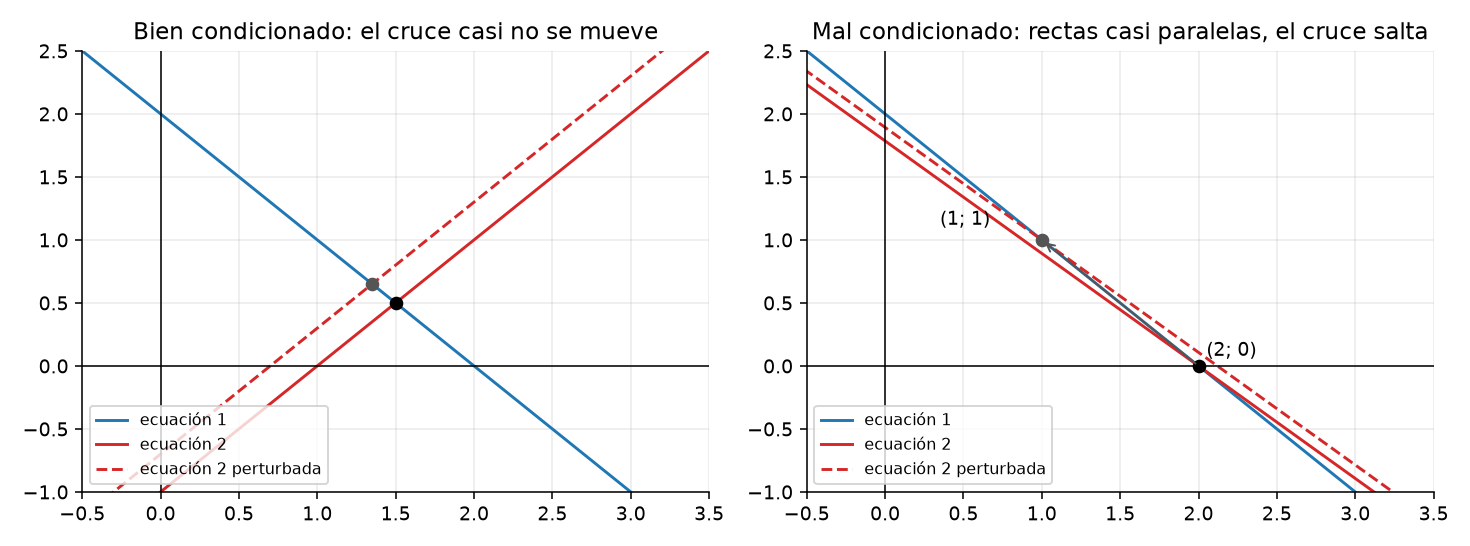 Bien condicionado: el cruce casi no se mueve
2.5
2.0
1.5
1.0
0.5
0.0
−0.5
−1.0
ecuación 1
ecuación 2
ecuación 2 perturbada
−0.5 0.0 0.5 1.0 1.5 2.0 2.5 3.0 3.5
Mal condicionado: rectas casi paralelas, el cruce salta
2.5
2.0
1.5
(1; 1)
1.0
0.5
(2; 0)
0.0
−0.5
−1.0
ecuación 1
ecuación 2
ecuación 2 perturbada
−0.5 0.0 0.5 1.0 1.5 2.0 2.5 3.0 3.5